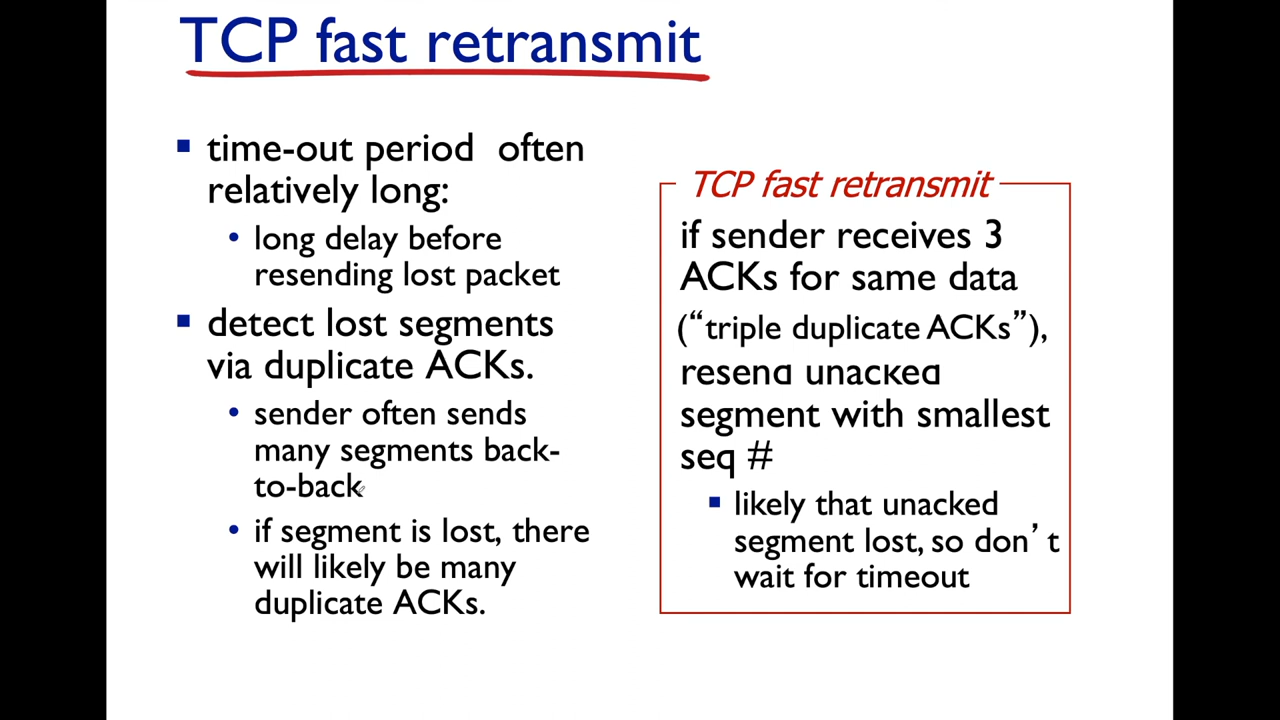 TCP fast retransmit
▪ time-out period often
relatively long:
• long delay before
resending lost packet
▪ detect lost segments
via duplicate ACKs.
• sender often sends
many segments back-
to-back
• if segment is lost, there
will likely be many
duplicate ACKs.
TCP fast retransmit
if sender receives 3
ACKs for same data
(“triple duplicate ACKs”),
resend unacked
segment with smallest
seq #
▪ likely that unacked
segment lost, so don’t
wait for timeout